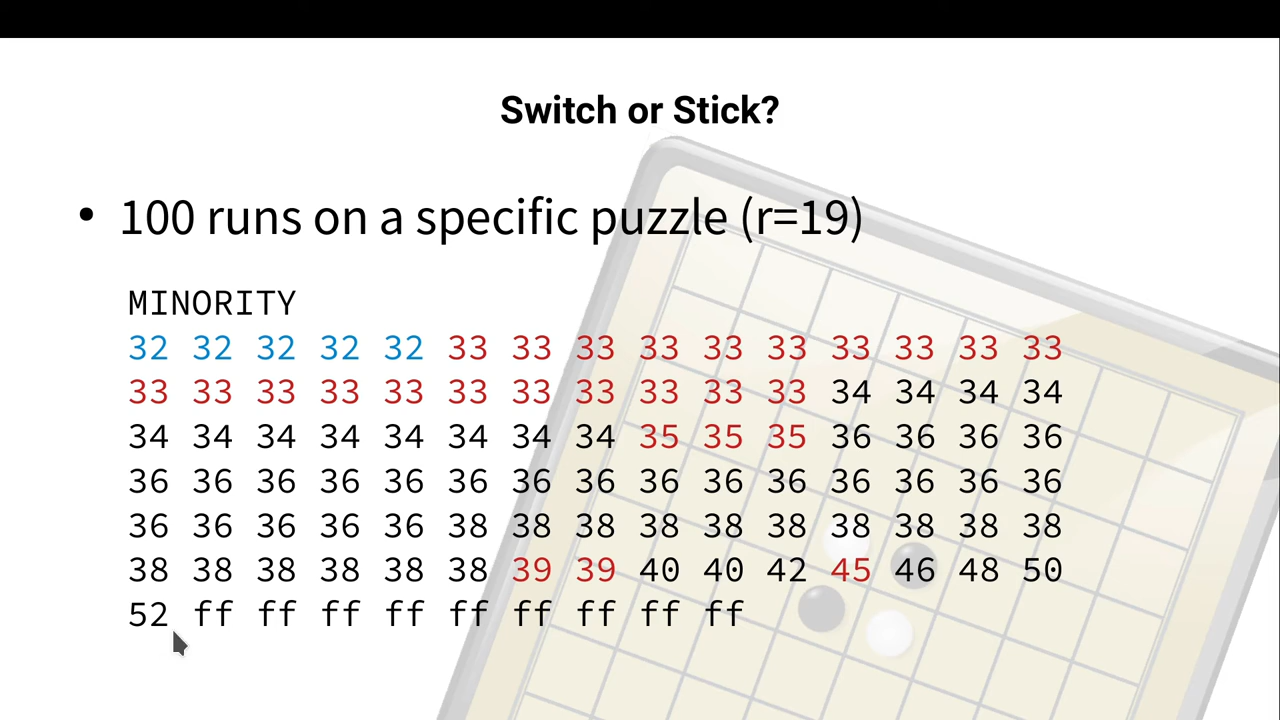 Switch or Stick?
• 100 runs on a specific puzzle (r=19)
MINORITY
32 32 32 32 32 33 33 33 33 33 33 33 33 33 33
33 33 33 33 33 33 33 33 33 33 33 34 34 34 34
34 34 34 34 34 34 34 34 35 35 35 36 36 36 36
36 36 36 36 36 36 36 36 36 36 36 36 36 36 36
36 36 36 36 36 38 38 38 38 38 38 38 38 38 38
38 38 38 38 38 38 39 39 40 40 42 45 46 48 50
52 ff ff ff ff ff ff ff ff ff